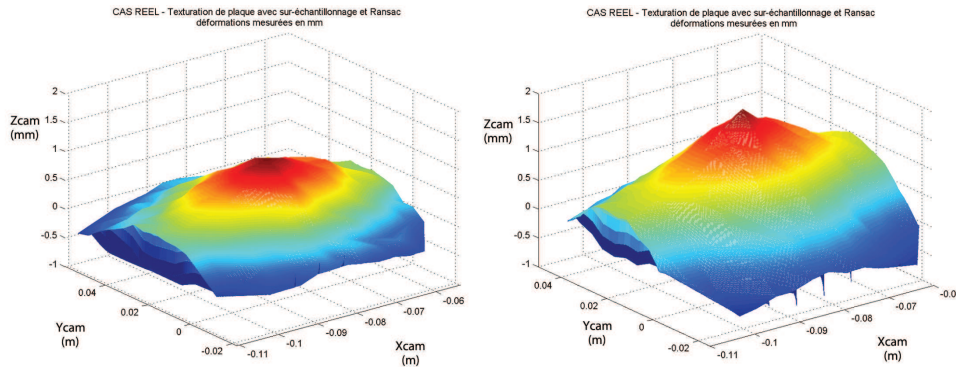 CAS REEL - Texturation de plaque avec sur-échantillonnage et Ransac
déformations mesurées en mm
Zcam
(mm)
2
1.5
1
0.5
0
-0.5
-1
0.04
0.02
0
-0.02
Ycam
(m)
-0.11
-0.1
-0.09
-0.08
-0.07
-0.06
Xcam
(m)
CAS REEL - Texturation de plaque avec sur-échantillonnage et Ransac
déformations mesurées en mm
Zcam
(mm)
2
1.5
1
0.5
0
-0.5
-1
0.04
0.02
0
-0.02
Ycam
(m)
-0.11
-0.1
-0.09
-0.08
-0.07
-0.0
Xcam
(m)